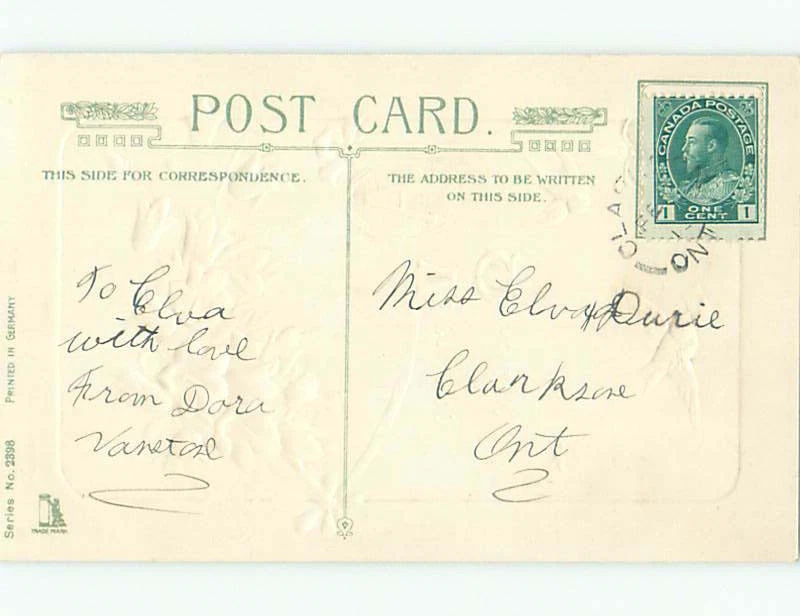 POST CARD.
THIS SIDE FOR CORRESPONDENCE.
THE ADDRESS TO BE WRITTEN
ON THIS SIDE.
CANADA POSTAGE
1 ONE CENT 1
ONT
To Elva
with love
From Dora
Miss Elva Durie
Clarkson
Ont
Series No. 2398 PRINTED IN GERMANY
TRADE MARK